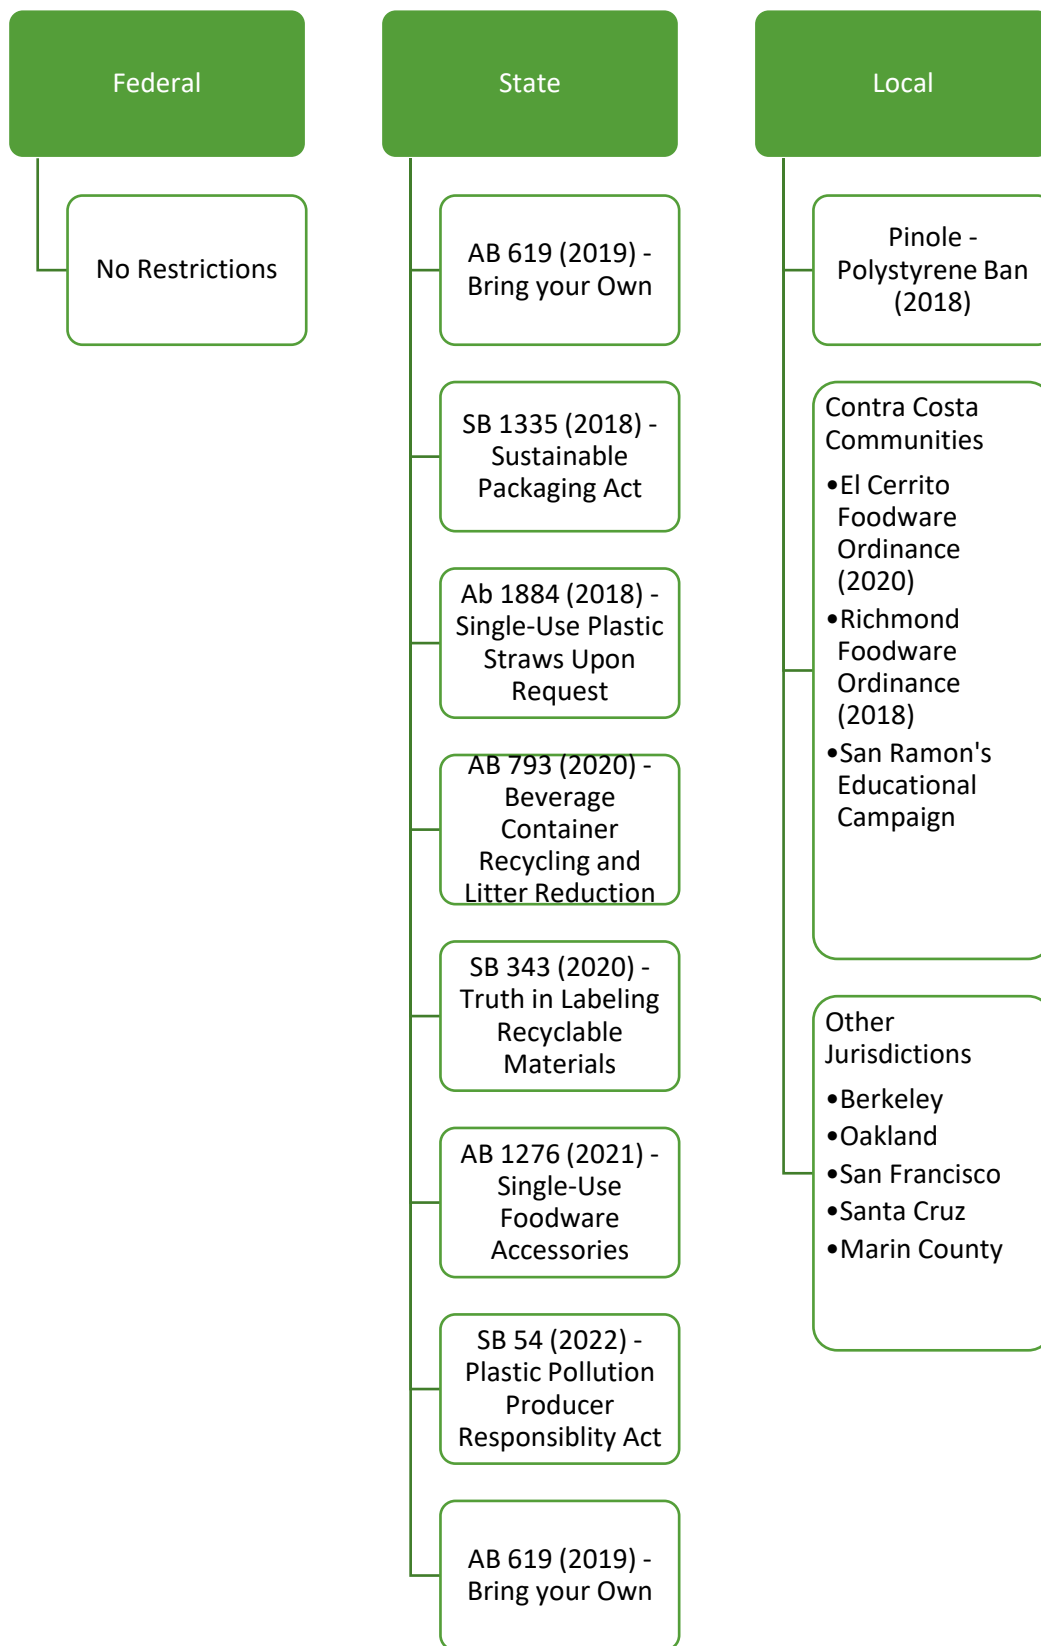 Federal
No Restrictions
State
AB 619 (2019) -
Bring your Own
SB 1335 (2018) -
Sustainable
Packaging Act
Ab 1884 (2018) -
Single-Use Plastic
Straws Upon
Request
AB 793 (2020) -
Beverage
Container
Recycling and
Litter Reduction
SB 343 (2020) -
Truth in Labeling
Recyclable
Materials
AB 1276 (2021) -
Single-Use
Foodware
Accessories
SB 54 (2022) -
Plastic Pollution
Producer
Responsiblity Act
AB 619 (2019) -
Bring your Own
Local
Pinole -
Polystyrene Ban
(2018)
Contra Costa
Communities
•El Cerrito
Foodware
Ordinance
(2020)
•Richmond
Foodware
Ordinance
(2018)
•San Ramon's
Educational
Campaign
Other
Jurisdictions
•Berkeley
•Oakland
•San Francisco
•Santa Cruz
•Marin County